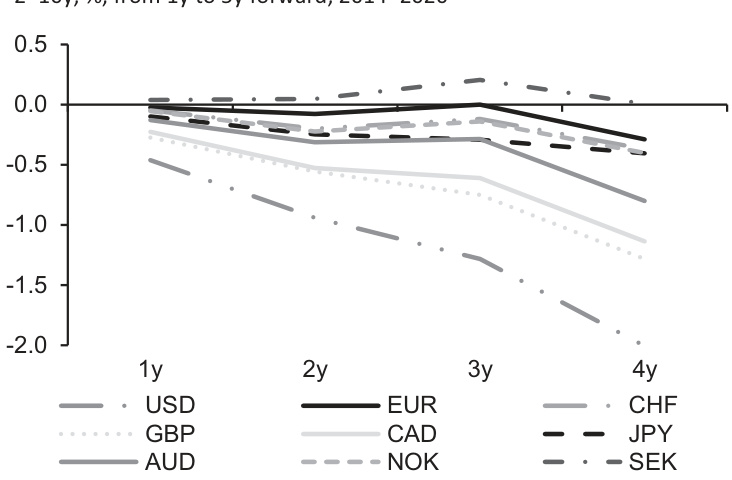 2–10y, %, from 1y to 5y forward, 2014–2020
0.5
0.0
-0.5
-1.0
-1.5
-2.0
1y 2y 3y 4y
USD EUR CHF
GBP CAD JPY
AUD NOK SEK